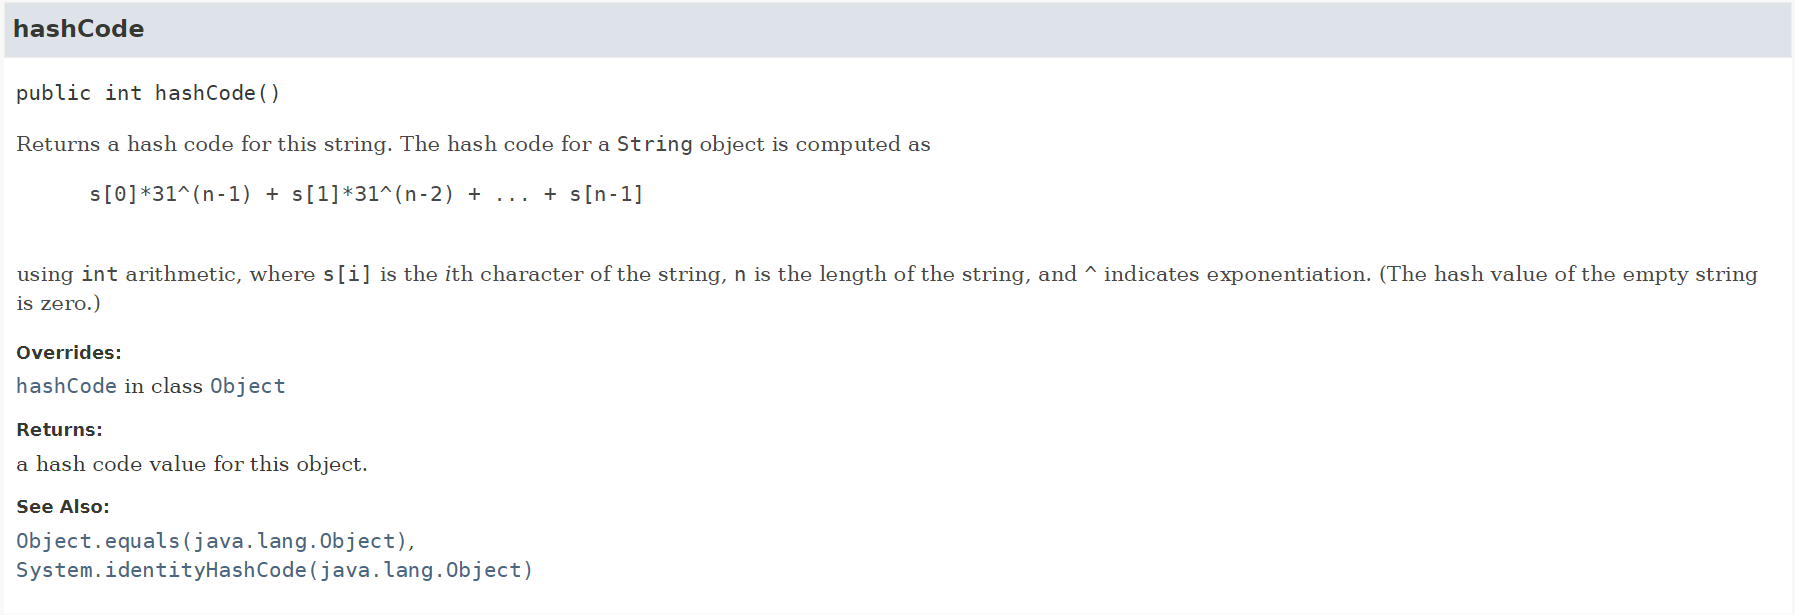 hashCode
public int hashCode()
Returns a hash code for this string. The hash code for a String object is computed as
s[0]*31^(n-1) + s[1]*31^(n-2) + ... + s[n-1]
using int arithmetic, where s[i] is the ith character of the string, n is the length of the string, and ^ indicates exponentiation. (The hash value of the empty string
is zero.)
Overrides:
hashCode in class Object
Returns:
a hash code value for this object.
See Also:
Object.equals(java.lang.Object),
System.identityHashCode(java.lang.Object)